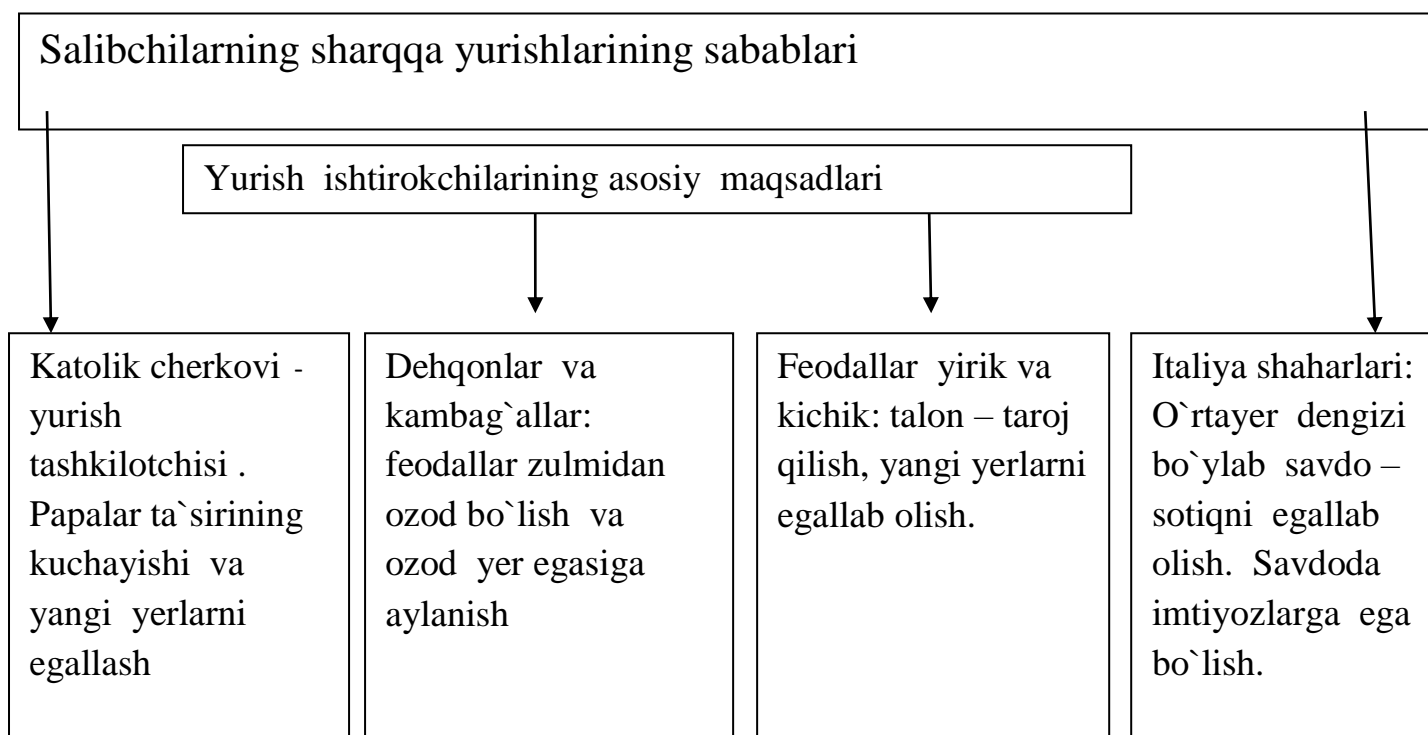 Salibchilarning sharqqa yurishlarining sabablari
Yurish ishtirokchilarining asosiy maqsadlari
Katolik cherkovi -
yurish
tashkilotchisi .
Papalar ta`sirining
kuchayishi va
yangi yerlarni
egallash
Dehqonlar va
kambag`allar:
feodallar zulmidan
ozod bo`lish va
ozod yer egasiga
aylanish
Feodallar yirik va
kichik: talon – taroj
qilish, yangi yerlarni
egallab olish.
Italiya shaharlari:
O`rtayer dengizi
bo`ylab savdo –
sotiqni egallab
olish. Savdoda
imtiyozlarga ega
bo`lish.